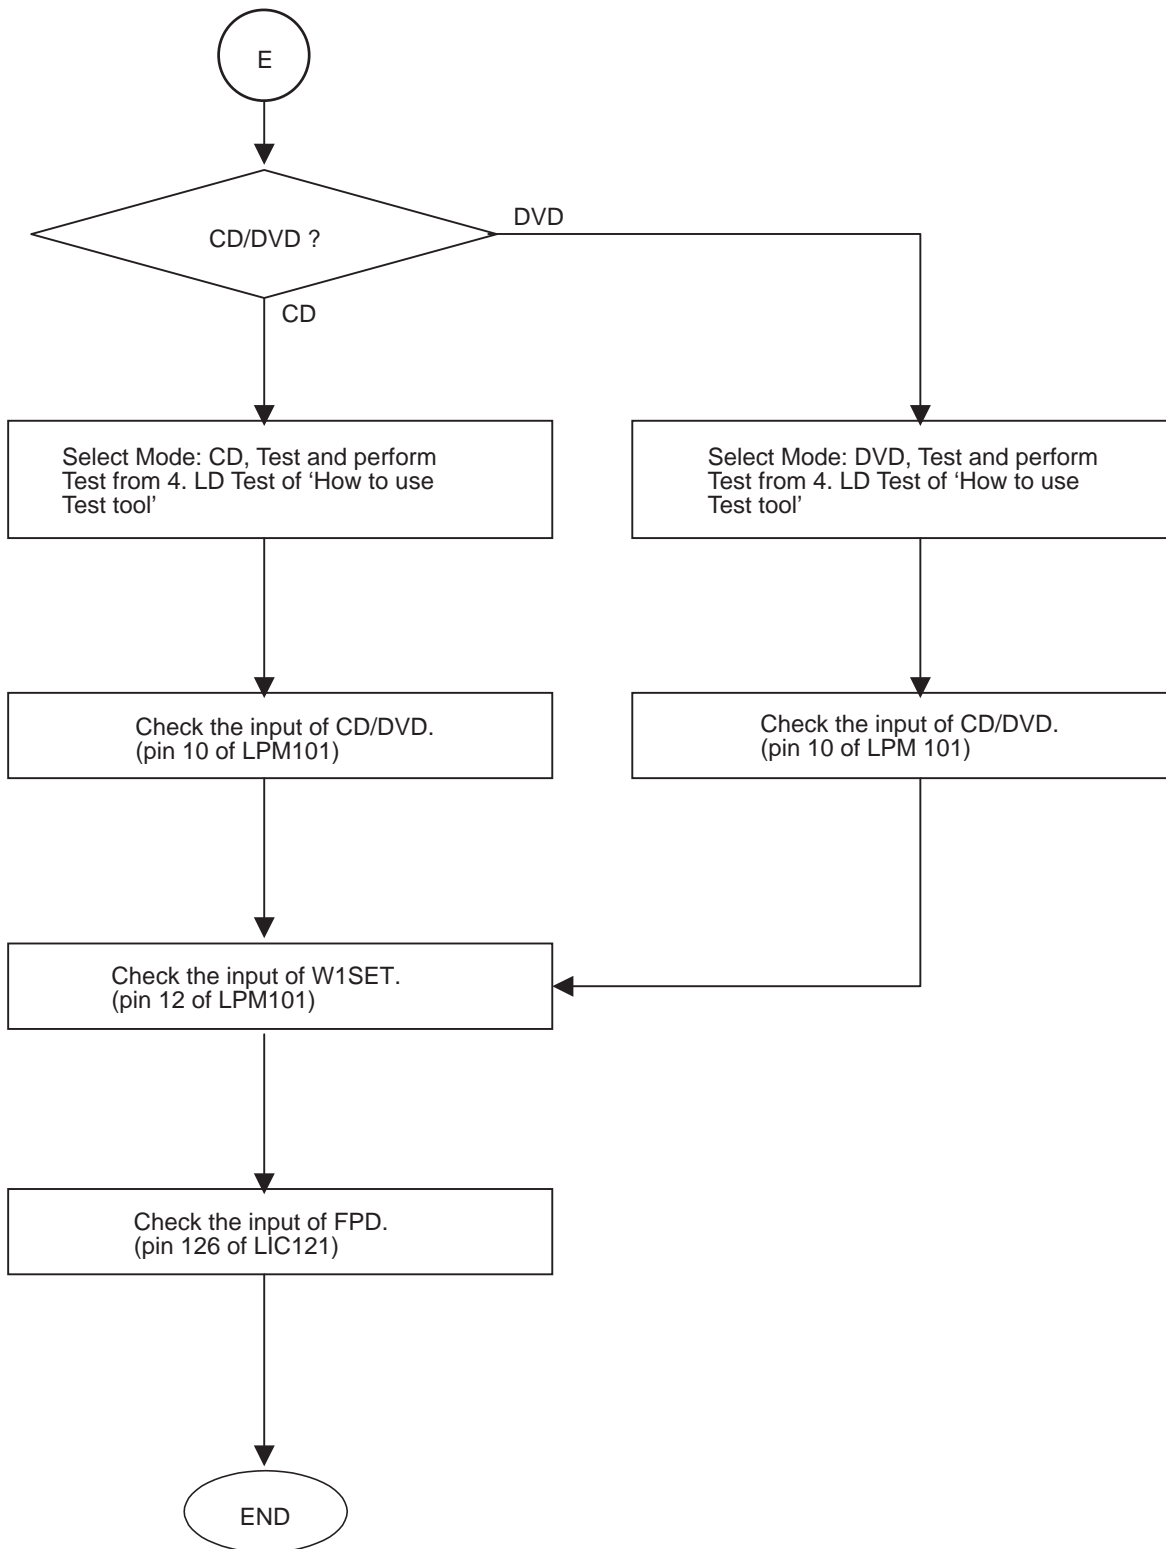 E
CD/DVD ?
DVD
CD
Select Mode: CD, Test and perform
Test from 4. LD Test of ‘How to use
Test tool’
Select Mode: DVD, Test and perform
Test from 4. LD Test of ‘How to use
Test tool’
Check the input of CD/DVD.
(pin 10 of LPM101)
Check the input of CD/DVD.
(pin 10 of LPM 101)
Check the input of W1SET.
(pin 12 of LPM101)
Check the input of FPD.
(pin 126 of LIC121)
END